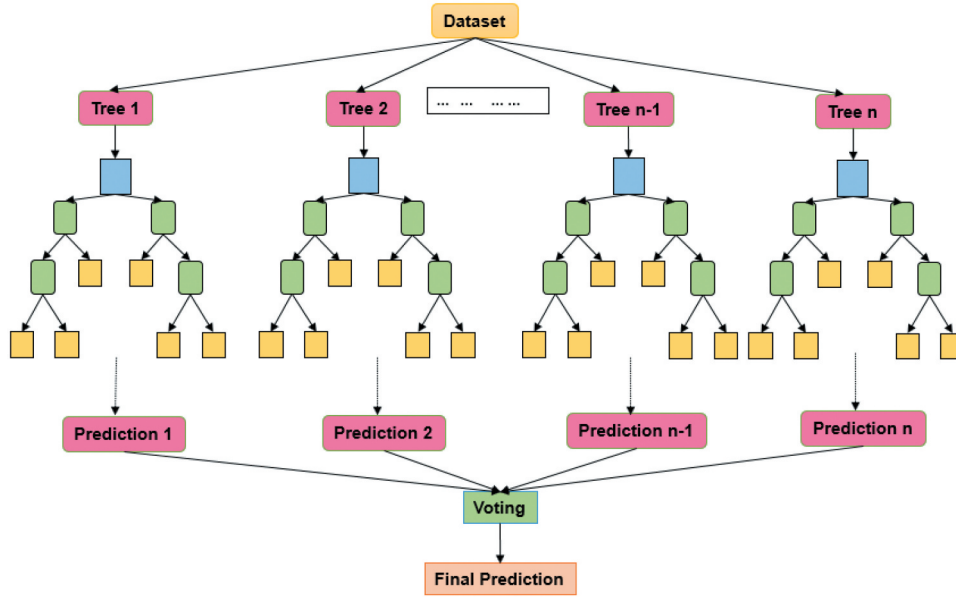 Dataset
Tree 1
Tree 2
... ... ... ...
Tree n-1
Tree n
Prediction 1
Prediction 2
Prediction n-1
Prediction n
Voting
Final Prediction